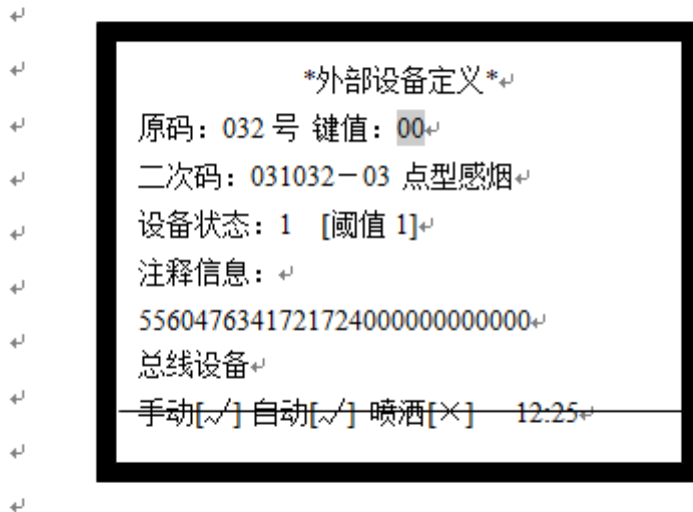 *外部设备定义*
原码：032 号 键值：00
二次码：031032－03 点型感烟
设备状态：1 [阈值 1]
注释信息：
5560476341721724000000000000
总线设备
手动[√] 自动[√] 喷洒[×] 12:25